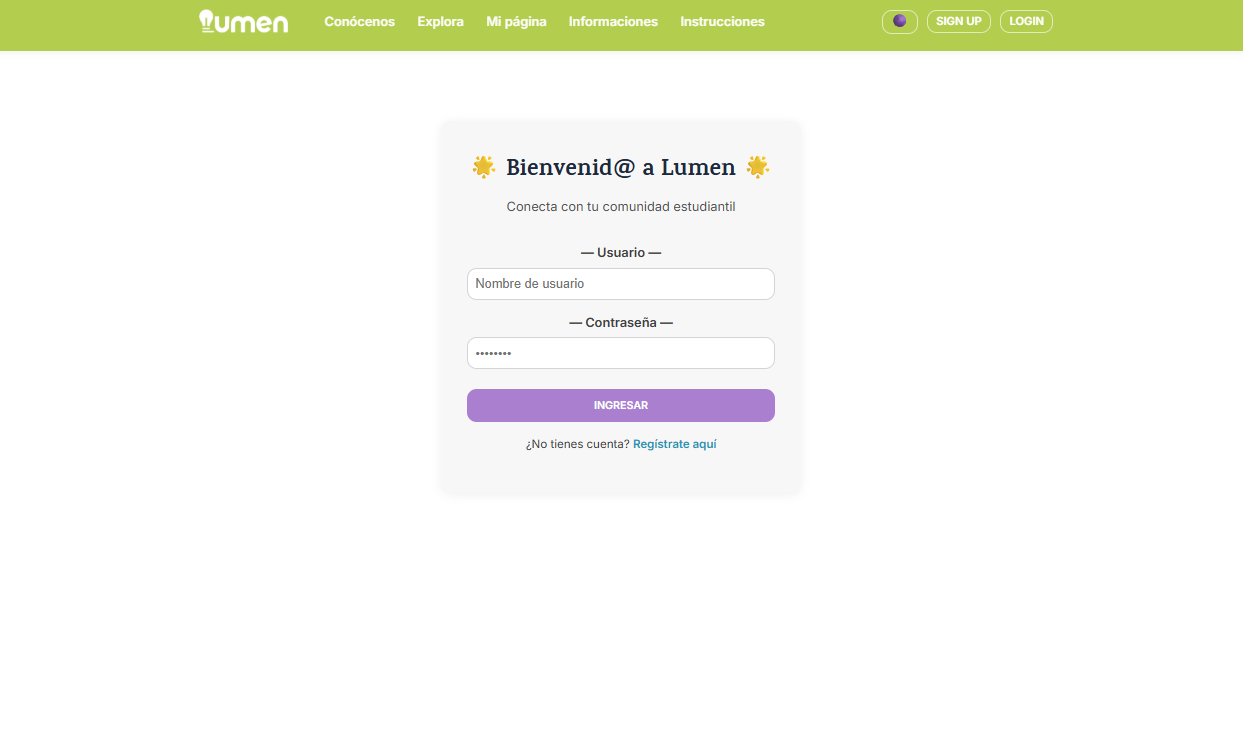 Lumen Conócenos Explora Mi página Informaciones Instrucciones SIGN UP LOGIN
Bienvenid@ a Lumen
Conecta con tu comunidad estudiantil
— Usuario —
Nombre de usuario
— Contraseña —
••••••••
INGRESAR
¿No tienes cuenta? Regístrate aquí